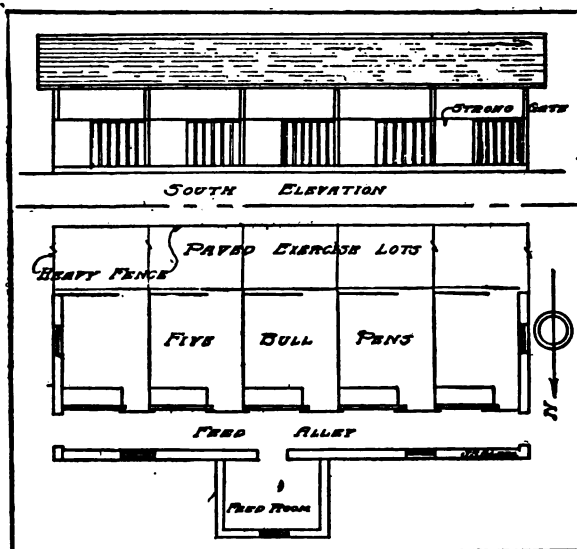 STRONG GATE
SOUTH ELEVATION
PAVED EXERCISE LOTS
HEAVY FENCE
FIVE BULL PENS
N
FEED ALLEY
FEED ROOM